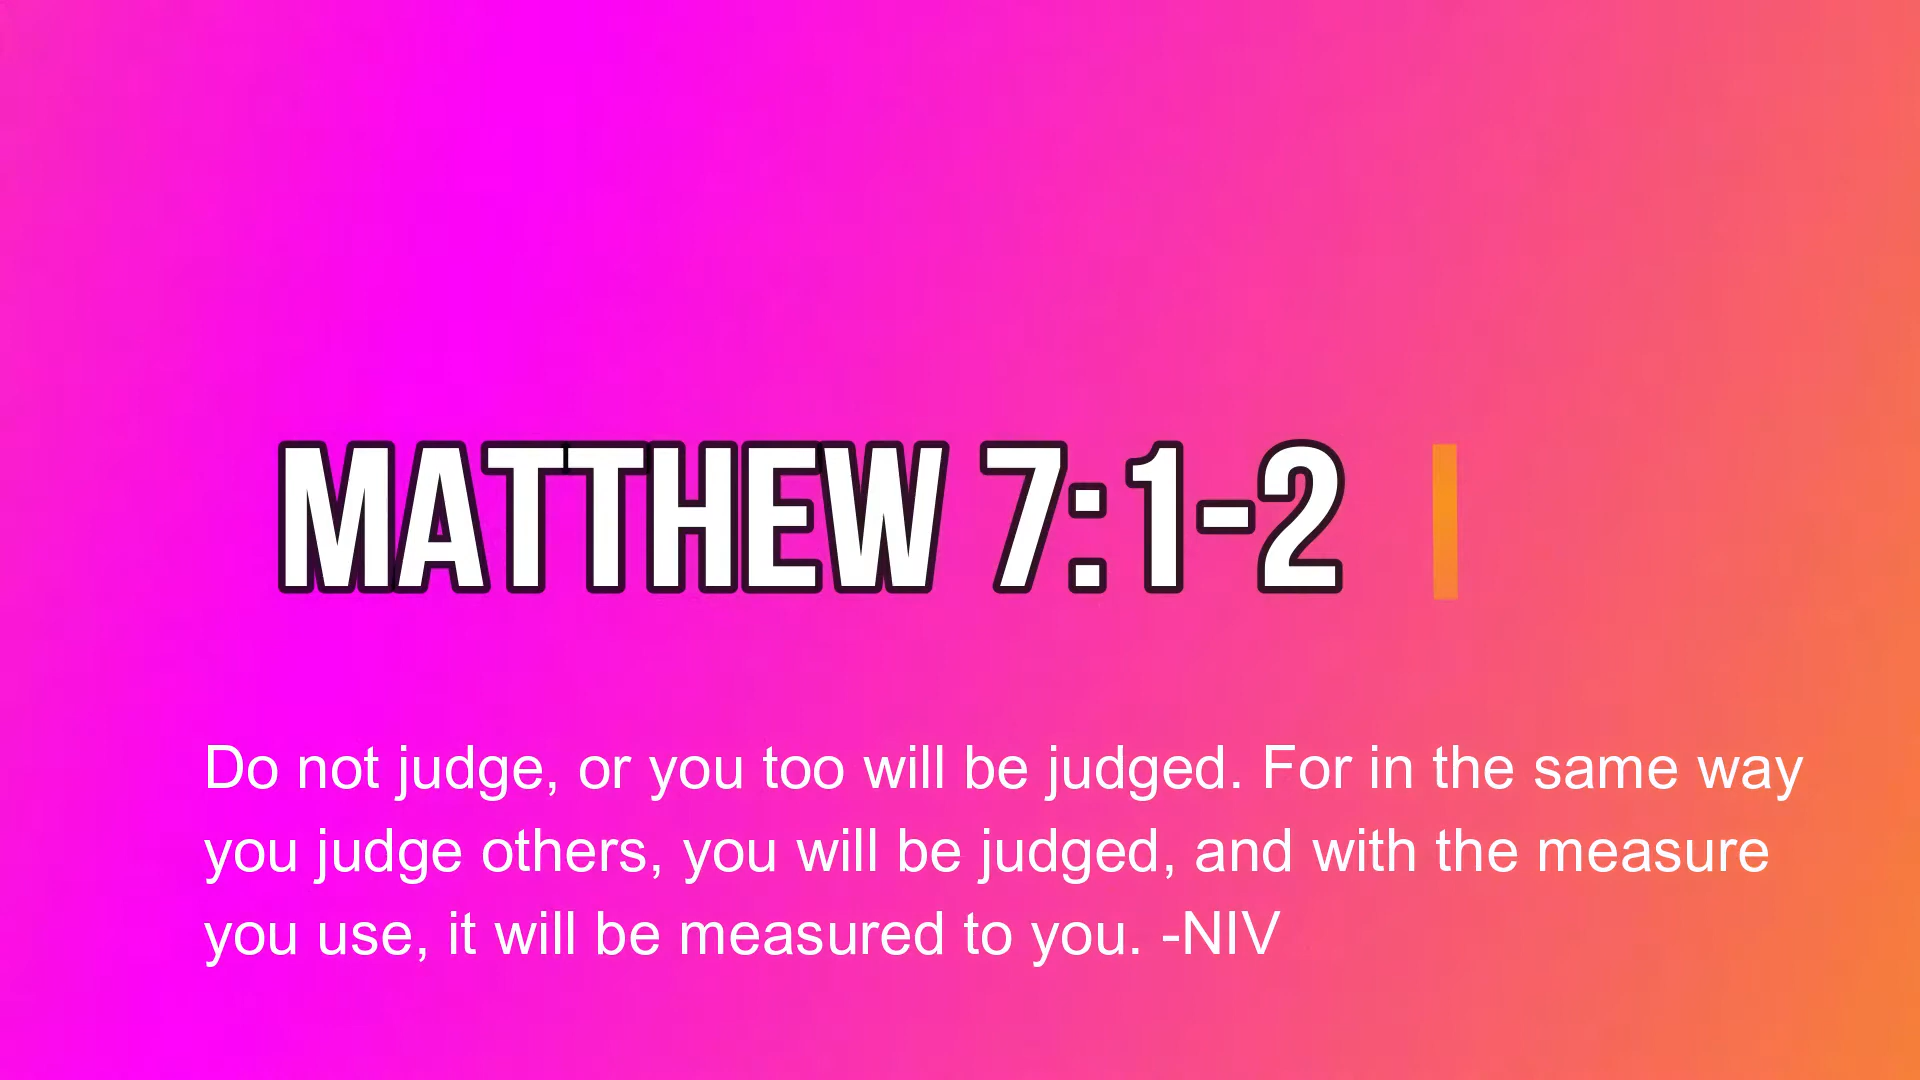 MATTHEW 7:1-2
Do not judge, or you too will be judged. For in the same way
you judge others, you will be judged, and with the measure
you use, it will be measured to you. -NIV